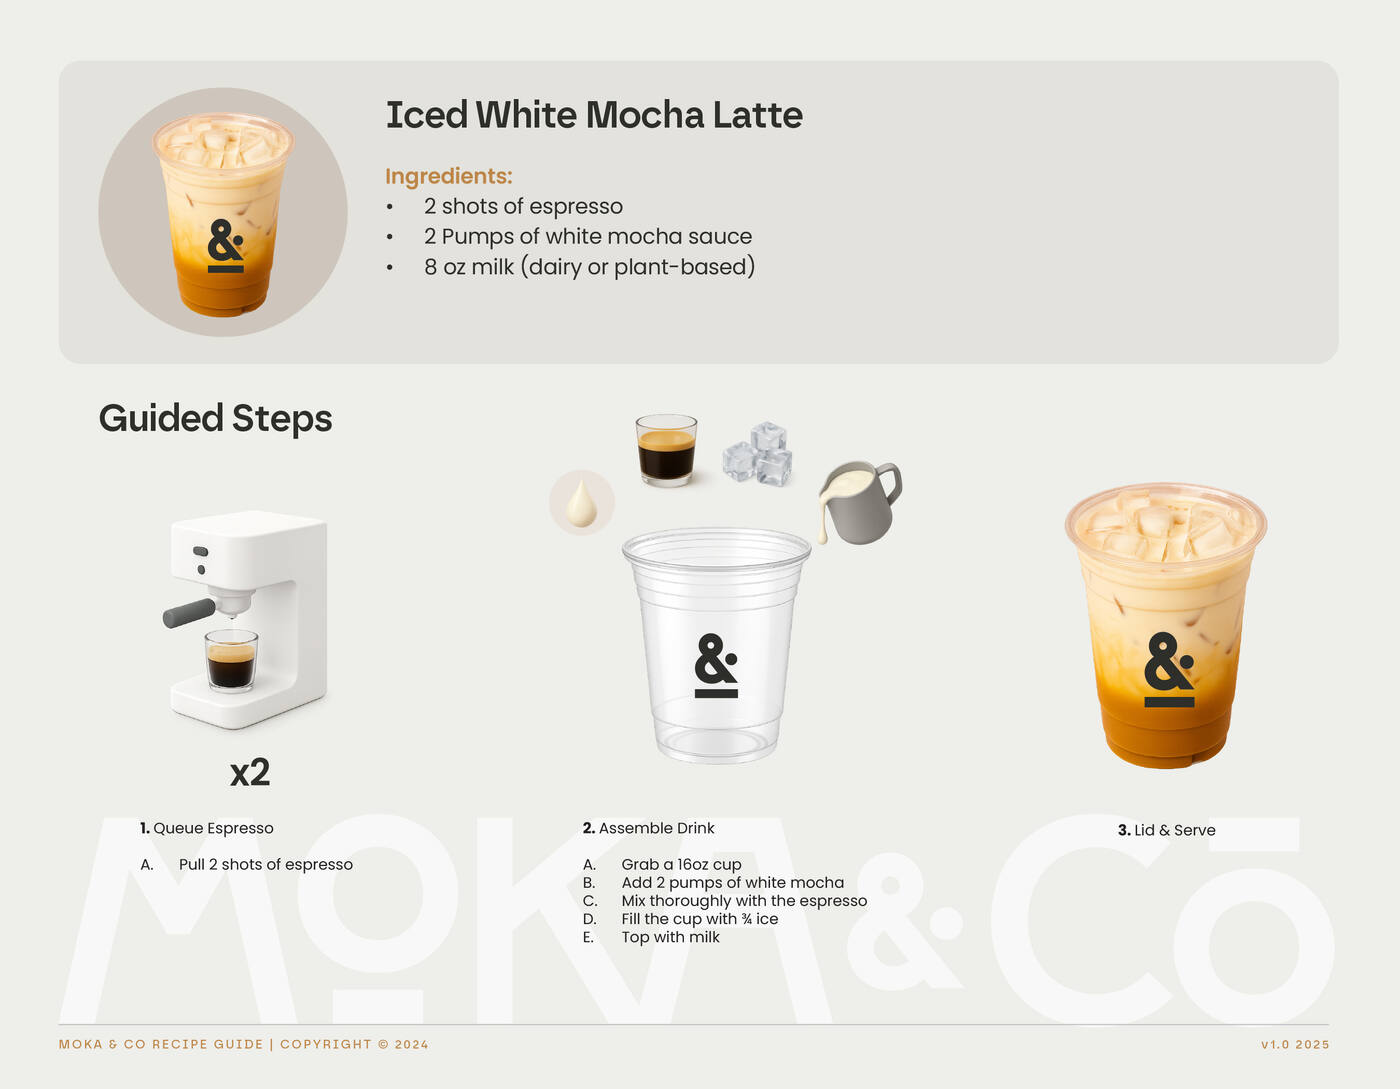 Iced White Mocha Latte
Ingredients:
• 2 shots of espresso
• 2 Pumps of white mocha sauce
• 8 oz milk (dairy or plant-based)
&
Guided Steps
&
&
x2
1. Queue Espresso
A. Pull 2 shots of espresso
2. Assemble Drink
A. Grab a 16oz cup
B. Add 2 pumps of white mocha
C. Mix thoroughly with the espresso
D. Fill the cup with ¾ ice
E. Top with milk
3. Lid & Serve
MOKA & CO
MOKA & CO RECIPE GUIDE | COPYRIGHT © 2024
v1.0 2025